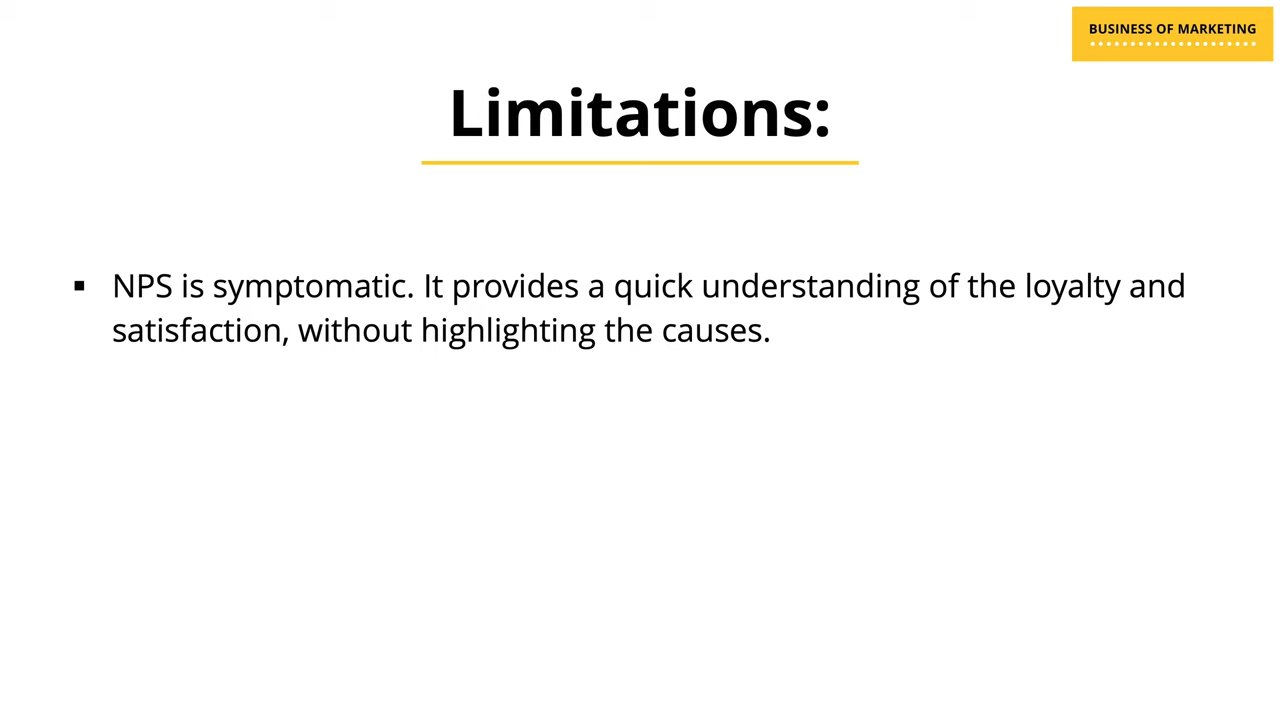 BUSINESS OF MARKETING
Limitations:
▪ NPS is symptomatic. It provides a quick understanding of the loyalty and
satisfaction, without highlighting the causes.